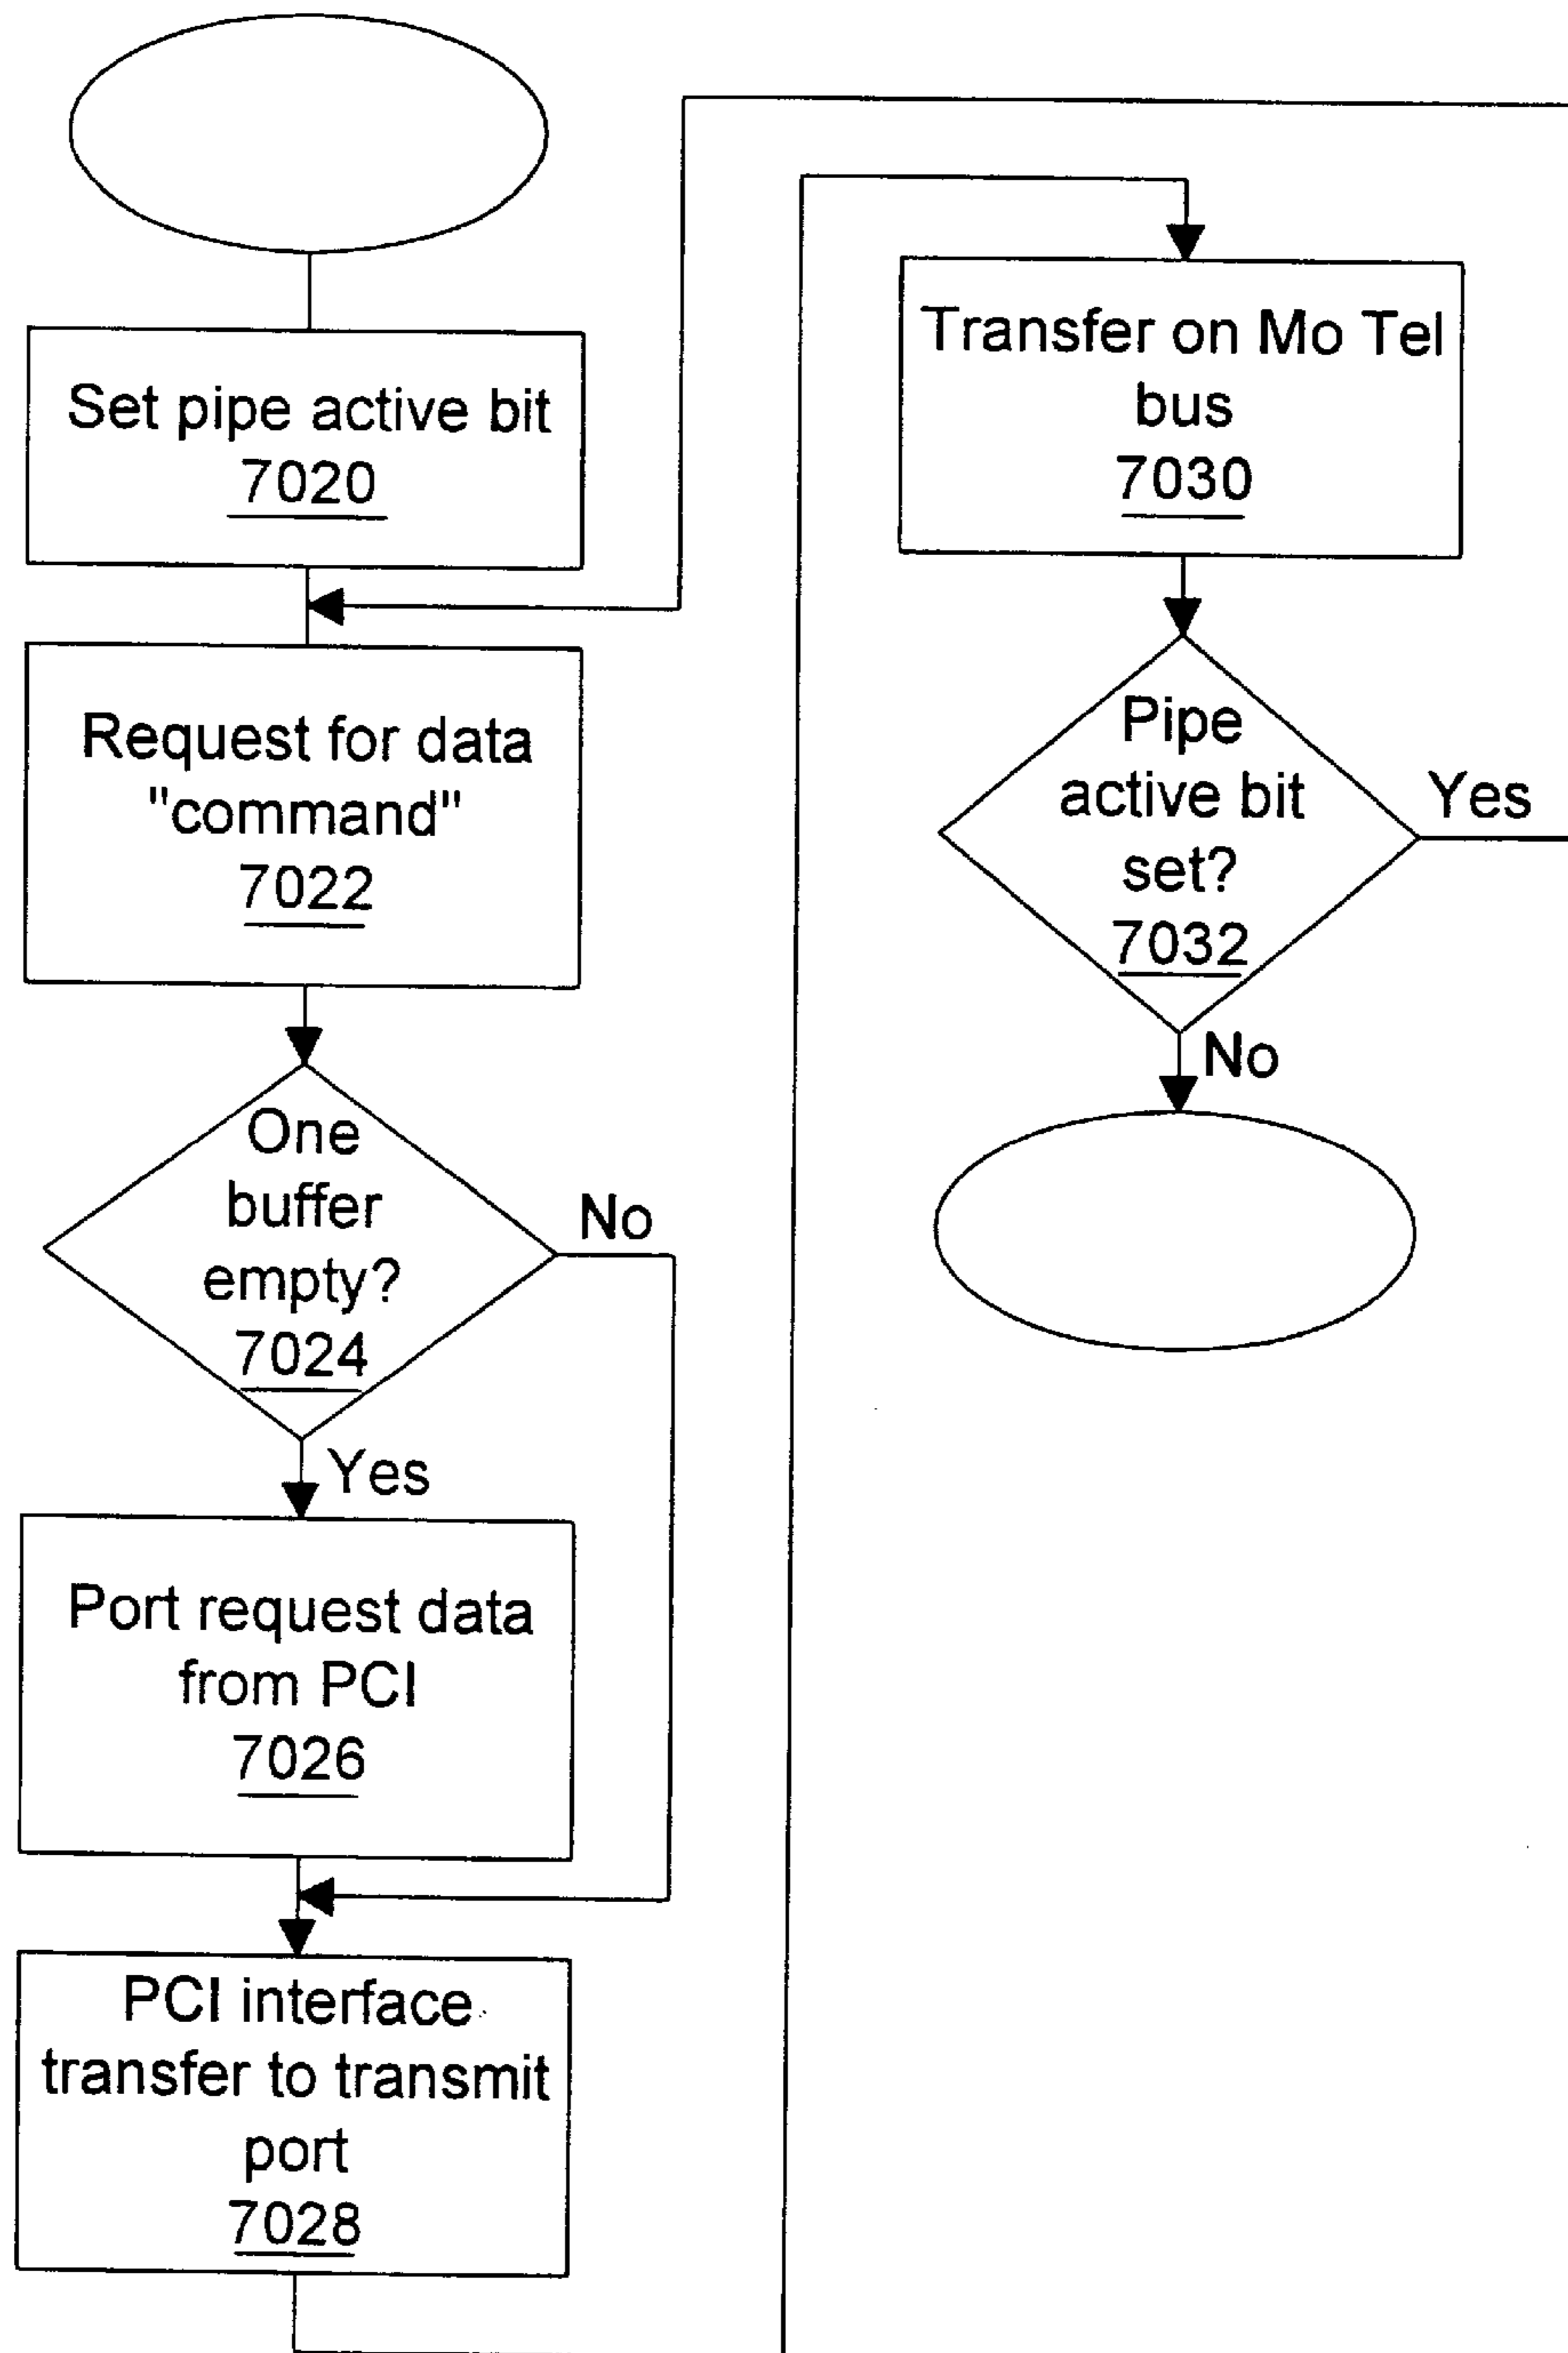 Set pipe active bit
7020
Request for data
"command"
7022
One
buffer
empty?
7024
No
Yes
Port request data
from PCI
7026
PCI interface
transfer to transmit
port
7028
Transfer on Mo Tel
bus
7030
Pipe
active bit
set?
7032
Yes
No